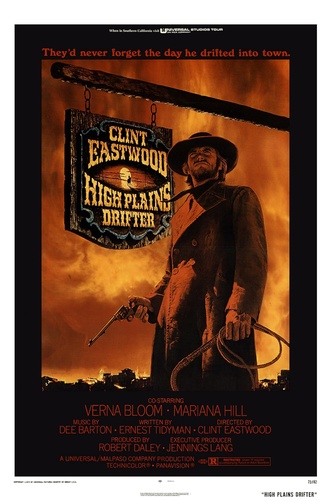 When in Southern California visit UNIVERSAL STUDIOS TOUR
They'd never forget the day he drifted into town.
CLINT
EASTWOOD
HIGH PLAINS
DRIFTER
CO-STARRING
VERNA BLOOM · MARIANA HILL
MUSIC BY WRITTEN BY DIRECTED BY
DEE BARTON · ERNEST TIDYMAN · CLINT EASTWOOD
PRODUCED BY EXECUTIVE PRODUCER
ROBERT DALEY · JENNINGS LANG
A UNIVERSAL/MALPASO COMPANY PRODUCTION
TECHNICOLOR® · PANAVISION®
R RESTRICTED
"HIGH PLAINS DRIFTER"